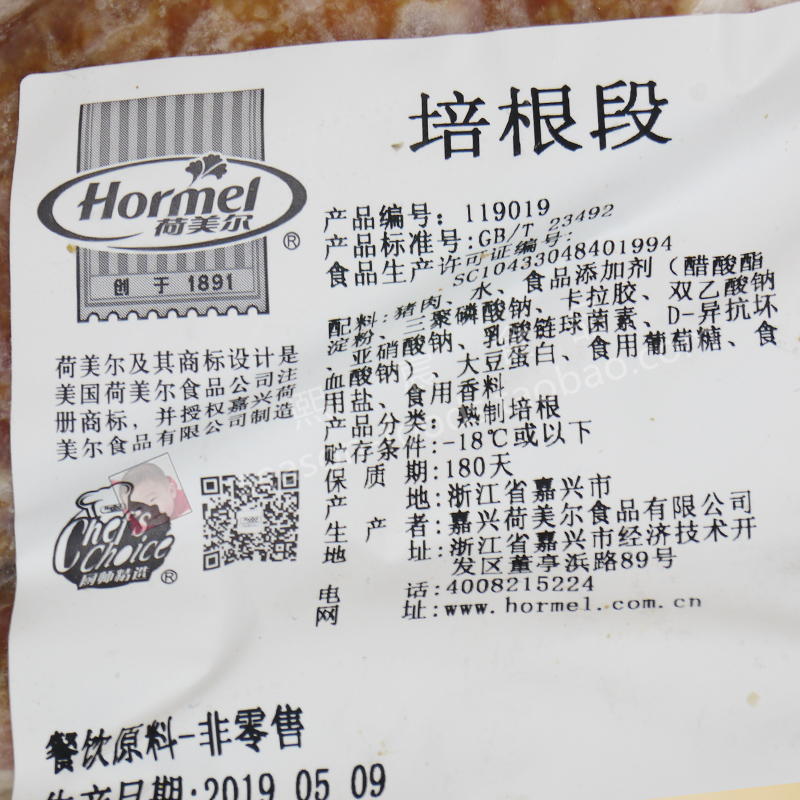 培根段
Hormel
荷美尔
®
创于1891
产品编号: 119019
产品标准号:GB/T 23492
食品生产许可证编号:
SC10433048401994
配料:猪肉、水、食品添加剂(醋酸酯
淀粉、三聚磷酸钠、卡拉胶、双乙酸钠
、亚硝酸钠、乳酸链球菌素、D-异抗坏
血酸钠)、大豆蛋白、食用葡萄糖、食
用盐、食用香料
产品分类:熟制培根
贮存条件:-18℃或以下
保质期:180天
产地:浙江省嘉兴市
生产者:嘉兴荷美尔食品有限公司
地址:浙江省嘉兴市经济技术开
发区董亭浜路89号
电话:4008215224
网址:www.hormel.com.cn
荷美尔及其商标设计是
美国荷美尔食品公司注
册商标, 并授权嘉兴荷
美尔食品有限公司制造
Chef's
Choice
厨师精选
®
餐饮原料-非零售
生产日期:2019 05 09